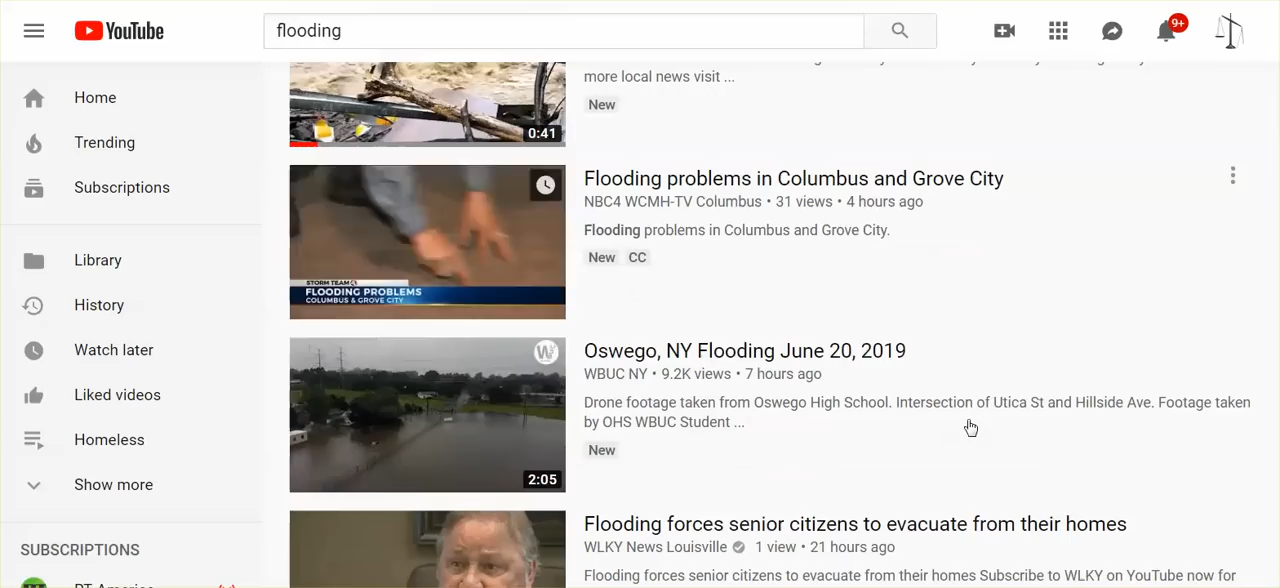 YouTube
flooding
9+
Home
Trending
Subscriptions
Library
History
Watch later
Liked videos
Homeless
Show more
SUBSCRIPTIONS
RT America
more local news visit ...
New
0:41
Flooding problems in Columbus and Grove City
NBC4 WCMH-TV Columbus • 31 views • 4 hours ago
Flooding problems in Columbus and Grove City.
New CC
STORM TEAM 4
FLOODING PROBLEMS
COLUMBUS & GROVE CITY
Oswego, NY Flooding June 20, 2019
WBUC NY • 9.2K views • 7 hours ago
Drone footage taken from Oswego High School. Intersection of Utica St and Hillside Ave. Footage taken
by OHS WBUC Student ...
New
W
2:05
Flooding forces senior citizens to evacuate from their homes
WLKY News Louisville 1 view • 21 hours ago
Flooding forces senior citizens to evacuate from their homes Subscribe to WLKY on YouTube now for